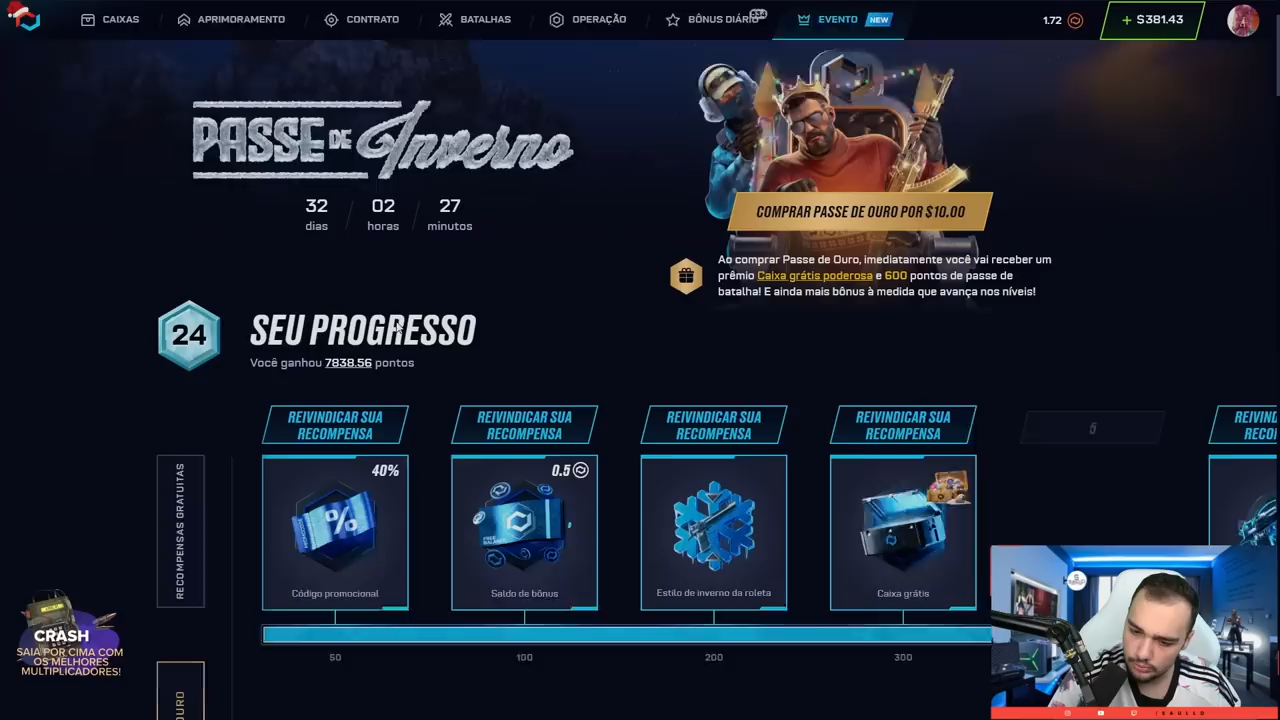 CAIXAS
APRIMORAMENTO
CONTRATO
BATALHAS
OPERAÇÃO
BÔNUS DIÁRIO
EVENTO NEW
1.72
+ $381.43
PASSE DE Inverno
32 02 27
dias horas minutos
COMPRAR PASSE DE OURO POR $10.00
Ao comprar Passe de Ouro, imediatamente você vai receber um
prêmio Caixa grátis poderosa e 600 pontos de passe de
batalha! E ainda mais bônus à medida que avança nos níveis!
24
SEU PROGRESSO
Você ganhou 7838.56 pontos
REIVINDICAR SUA
RECOMPENSA
REIVINDICAR SUA
RECOMPENSA
REIVINDICAR SUA
RECOMPENSA
REIVINDICAR SUA
RECOMPENSA
5
REIVIND
RECO
RECOMPENSAS GRATUITAS
40%
%
Código promocional
0.5
Saldo de bônus
Estilo de inverno da roleta
Caixa grátis
50
100
200
300
OURO
CRASH
SAIA POR CIMA COM
OS MELHORES
MULTIPLICADORES!